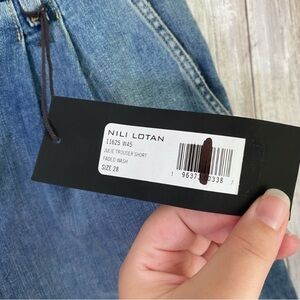 NILI LOTAN
11625 W45
JULIE TROUSER SHORT
FADED WASH
SIZE 28